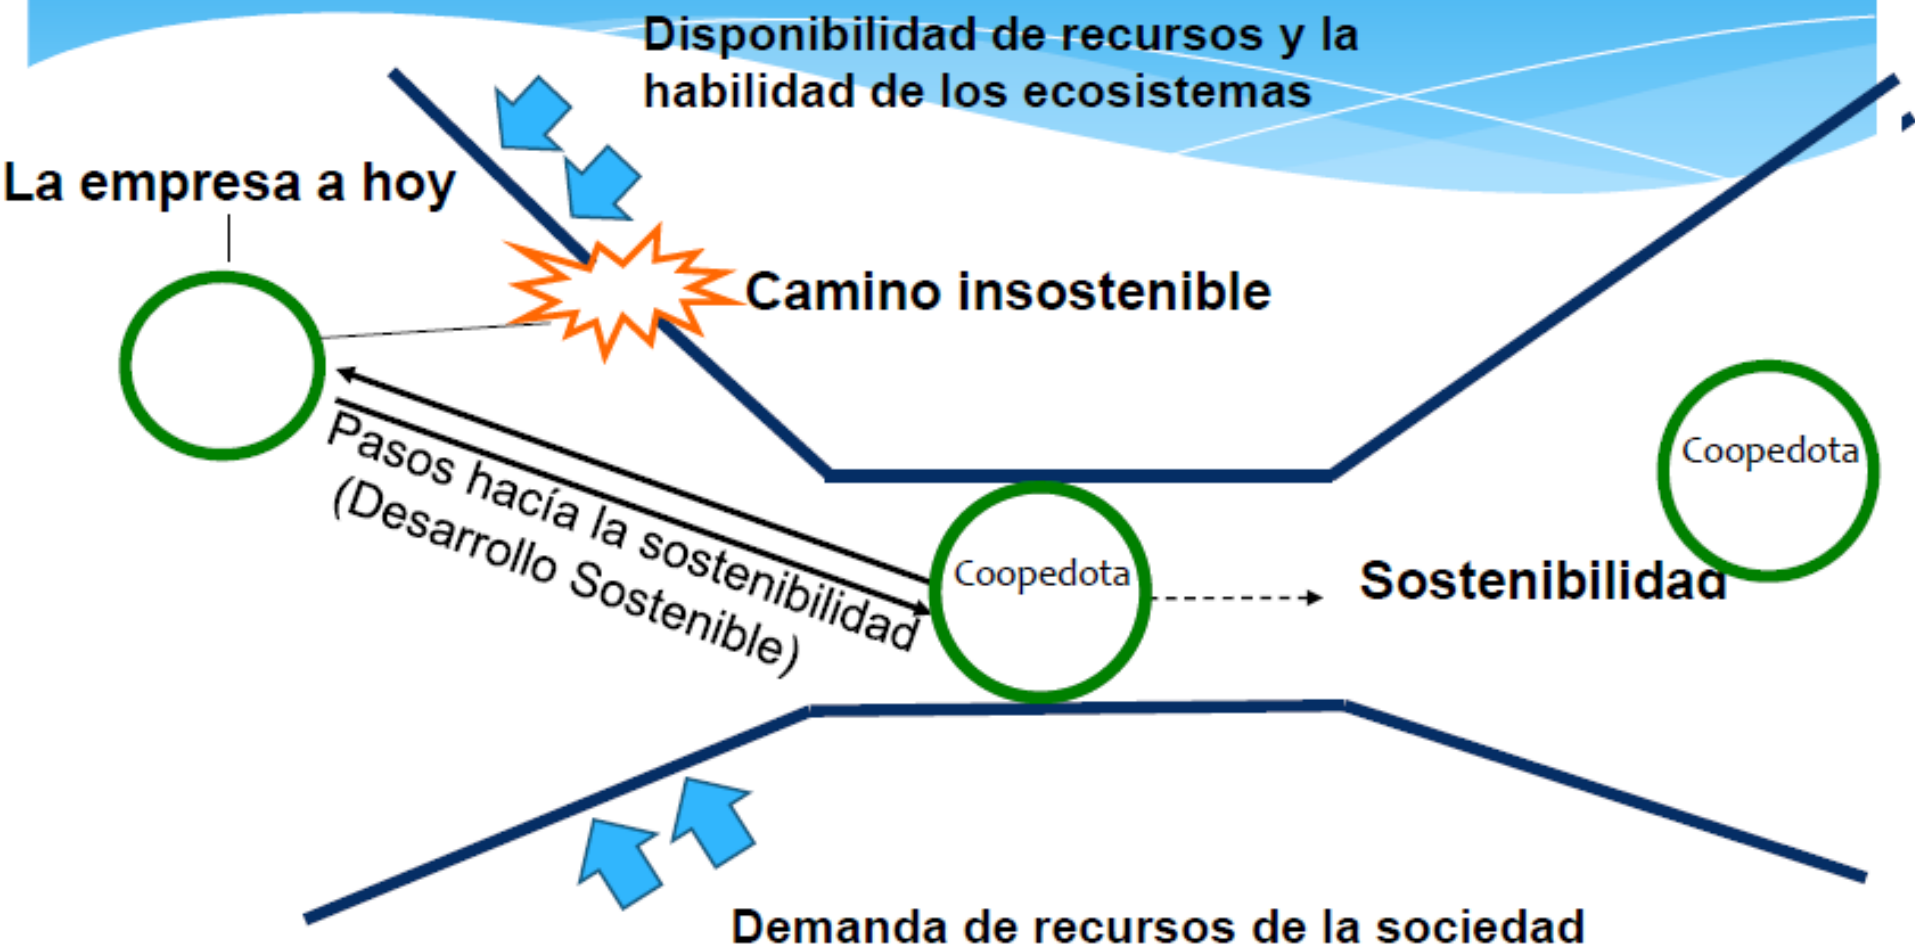 Disponibilidad de recursos y la
habilidad de los ecosistemas
La empresa a hoy
Camino insostenible
Pasos hacía la sostenibilidad
(Desarrollo Sostenible)
Coopedota
Coopedota
Sostenibilidad
Demanda de recursos de la sociedad